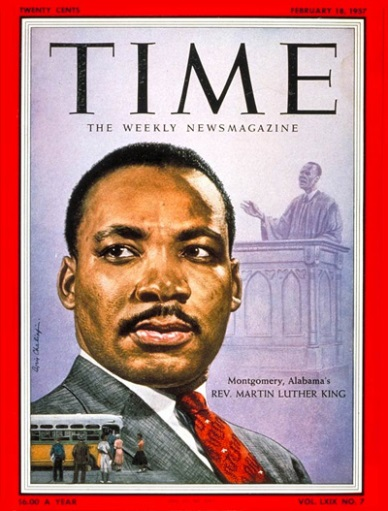 TWENTY CENTS
FEBRUARY 18, 1957
TIME
THE WEEKLY NEWSMAGAZINE
Montgomery, Alabama's
REV. MARTIN LUTHER KING
$6.00 A YEAR
VOL. LXIX NO. 7